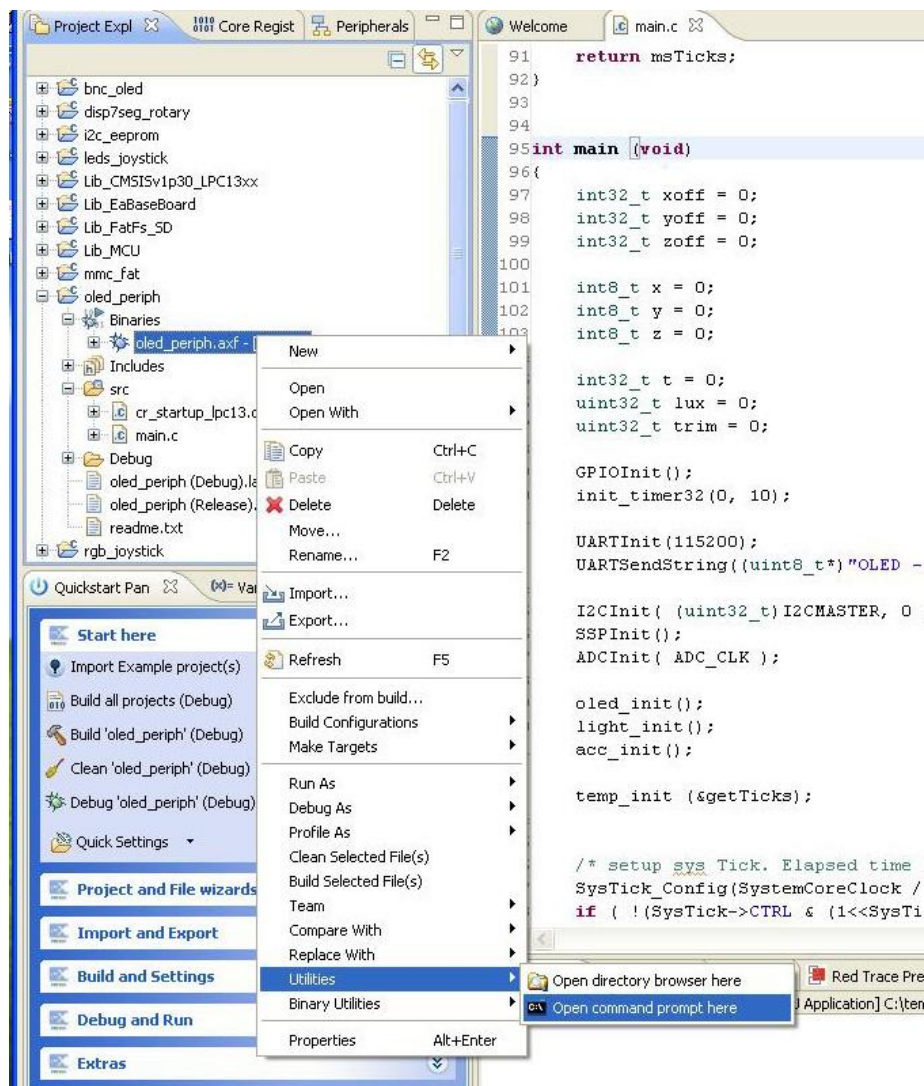 Project Expl
Core Regist
Peripherals
bnc_oled
disp7seg_rotary
i2c_eeprom
leds_joystick
Lib_CMSISv1p30_LPC13xx
Lib_EaBaseBoard
Lib_FatFs_SD
Lib_MCU
mmc_fat
oled_periph
Binaries
oled_periph.axf - [
Includes
src
cr_startup_lpc13.c
main.c
Debug
oled_periph (Debug).la
oled_periph (Release).
readme.txt
rgb_joystick
Quickstart Pan
(x)= Va
Start here
Import Example project(s)
Build all projects (Debug)
Build 'oled_periph' (Debug)
Clean 'oled_periph' (Debug)
Debug 'oled_periph' (Debug)
Quick Settings
Project and File wizards
Import and Export
Build and Settings
Debug and Run
Extras
New
Open
Open With
Copy Ctrl+C
Paste Ctrl+V
Delete Delete
Move...
Rename... F2
Import...
Export...
Refresh F5
Exclude from build...
Build Configurations
Make Targets
Run As
Debug As
Profile As
Clean Selected File(s)
Build Selected File(s)
Team
Compare With
Replace With
Utilities
Binary Utilities
Properties Alt+Enter
Open directory browser here
Open command prompt here
Welcome
main.c
91 return msTicks;
92 }
93
94
95 int main (void)
96 {
97 int32_t xoff = 0;
98 int32_t yoff = 0;
99 int32_t zoff = 0;
100
101 int8_t x = 0;
102 int8_t y = 0;
103 int8_t z = 0;
int32_t t = 0;
uint32_t lux = 0;
uint32_t trim = 0;
GPIOInit();
init_timer32(0, 10);
UARTInit(115200);
UARTSendString((uint8_t*)"OLED -
I2CInit( (uint32_t)I2CMASTER, 0
SSPInit();
ADCInit( ADC_CLK );
oled_init();
light_init();
acc_init();
temp_init (&getTicks);
/* setup sys Tick. Elapsed time
SysTick_Config(SystemCoreClock /
if ( !(SysTick->CTRL & (1<<SysTi
Red Trace Pre
Application] C:\ten